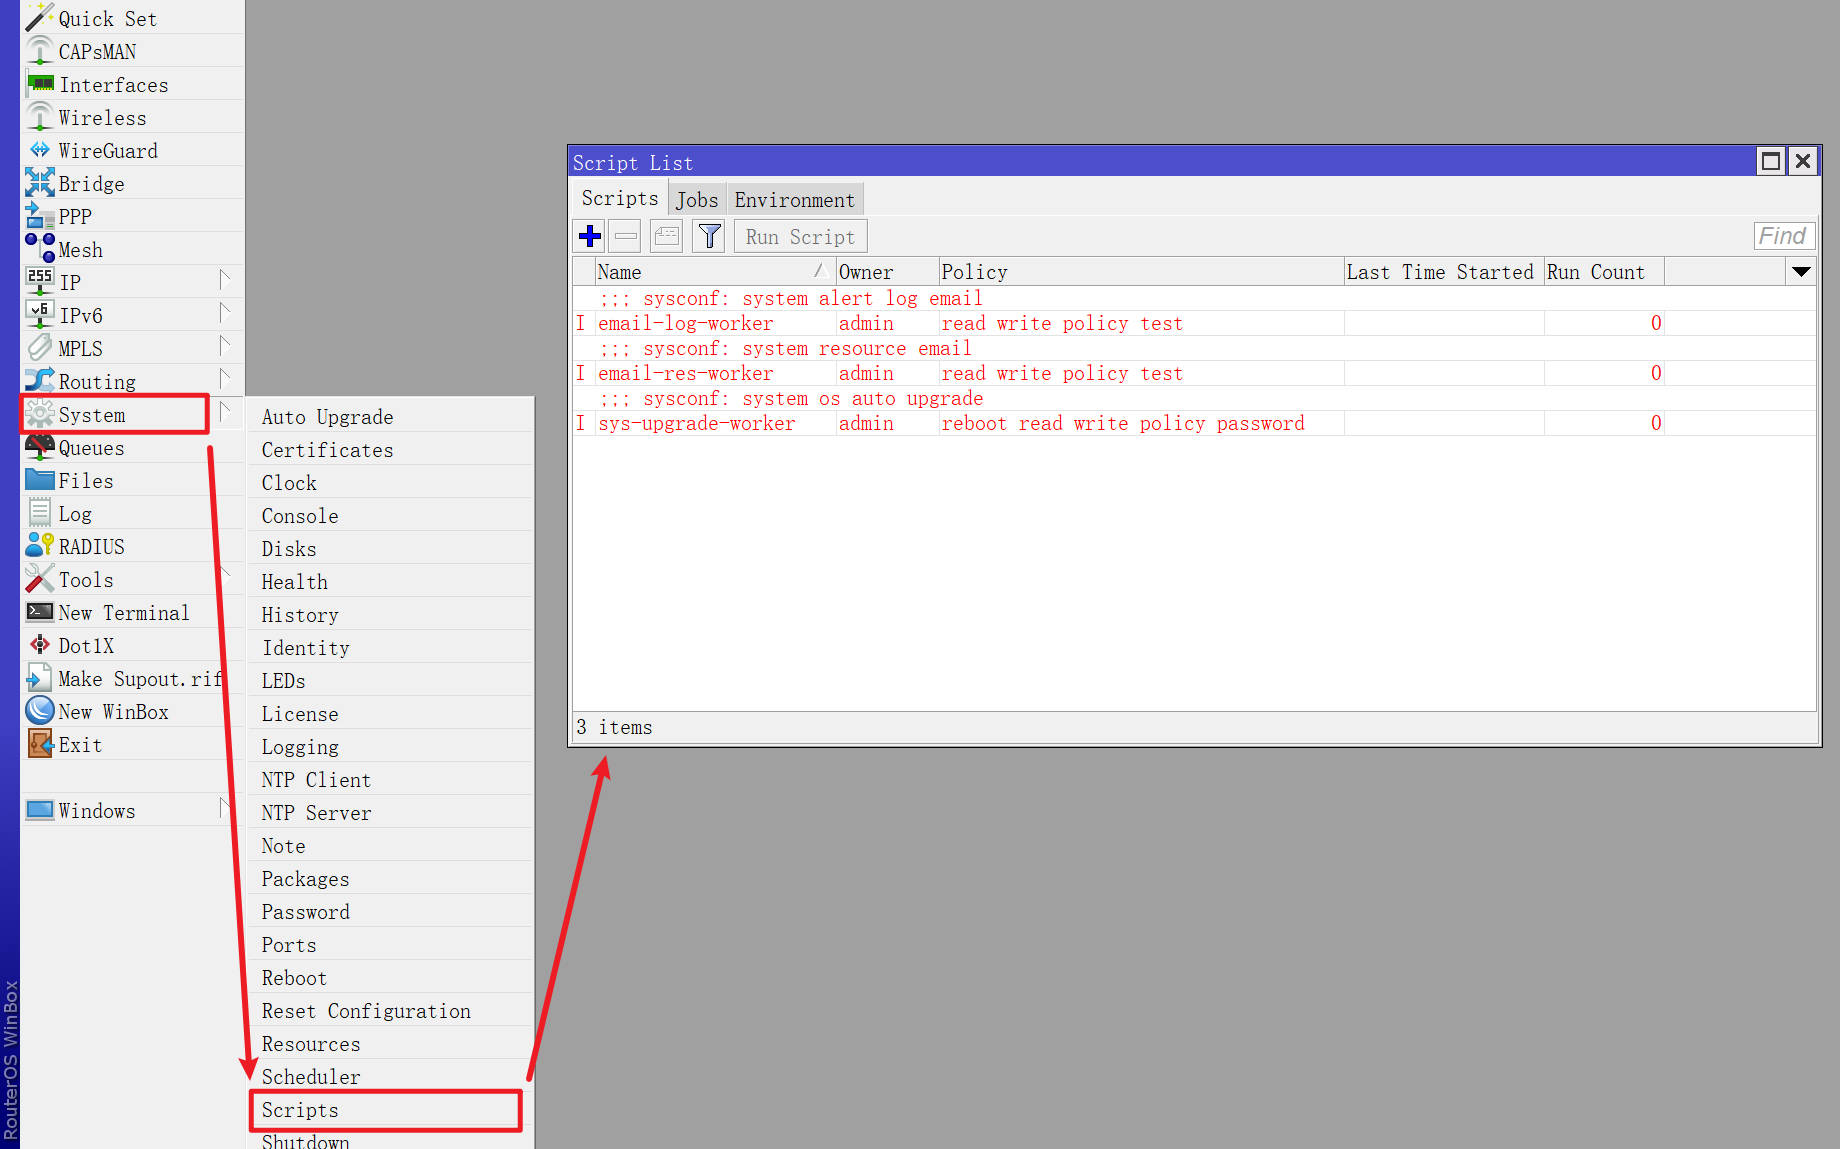 Quick Set
CAPsMAN
Interfaces
Wireless
WireGuard
Bridge
PPP
Mesh
255 IP
v6 IPv6
MPLS
Routing
System
Queues
Files
Log
RADIUS
Tools
New Terminal
Dot1X
Make Supout.rif
New WinBox
Exit
Windows
RouterOS WinBox
Auto Upgrade
Certificates
Clock
Console
Disks
Health
History
Identity
LEDs
License
Logging
NTP Client
NTP Server
Note
Packages
Password
Ports
Reboot
Reset Configuration
Resources
Scheduler
Scripts
Shutdown
Script List
Scripts Jobs Environment
Run Script Find
Name Owner Policy Last Time Started Run Count
;;; sysconf: system alert log email
I email-log-worker admin read write policy test 0
;;; sysconf: system resource email
I email-res-worker admin read write policy test 0
;;; sysconf: system os auto upgrade
I sys-upgrade-worker admin reboot read write policy password 0
3 items